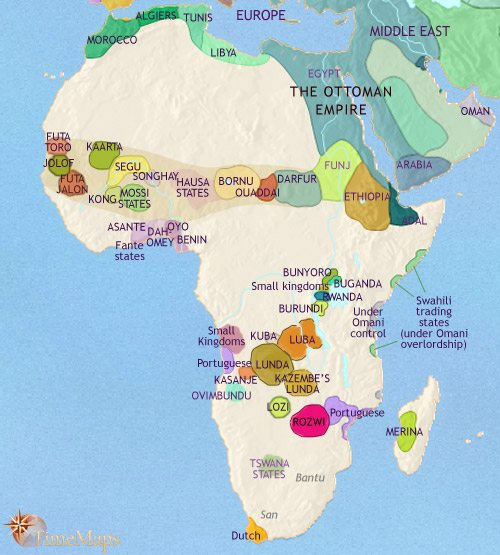 EUROPE
ALGIERS
TUNIS
MOROCCO
MIDDLE EAST
LIBYA
EGYPT
THE OTTOMAN
EMPIRE
OMAN
ARABIA
FUTA
TORO
KAARTA
JOLOF
SEGU
FUTA
JALON
SONGHAY
KONG
MOSSI
STATES
HAUSA
STATES
BORNU
OUADDAI
DARFUR
FUNJ
ETHIOPIA
ADAL
ASANTE
Fante
states
DAH-
OMEY
OYO
BENIN
BUNYORO
Small kingdoms
BUGANDA
RWANDA
BURUNDI
Under
Omani
control
Swahili
trading
states
(under Omani
overlordship)
Small
Kingdoms
KUBA
LUBA
Portuguese
LUNDA
KASANJE
KAZEMBE'S
LUNDA
OVIMBUNDU
LOZI
ROZWI
Portuguese
MERINA
TSWANA
STATES
Bantu
San
Dutch
TimeMaps